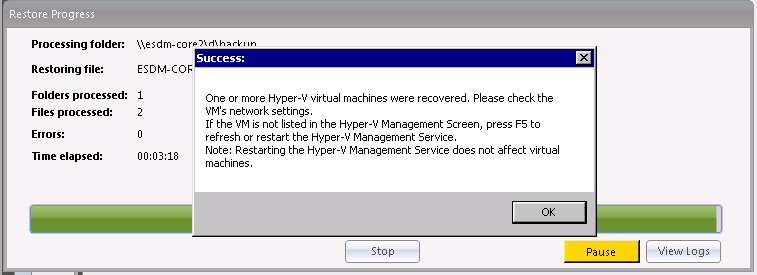 Restore Progress
Processing folder: \\esdm-core2\d\backup
Success:
Restoring file: ESDM-COR
Folders processed: 1
Files processed: 2
Errors: 0
Time elapsed: 00:03:18
One or more Hyper-V virtual machines were recovered. Please check the
VM's network settings.
If the VM is not listed in the Hyper-V Management Screen, press F5 to
refresh or restart the Hyper-V Management Service.
Note: Restarting the Hyper-V Management Service does not affect virtual
machines.
OK
Stop
Pause
View Logs